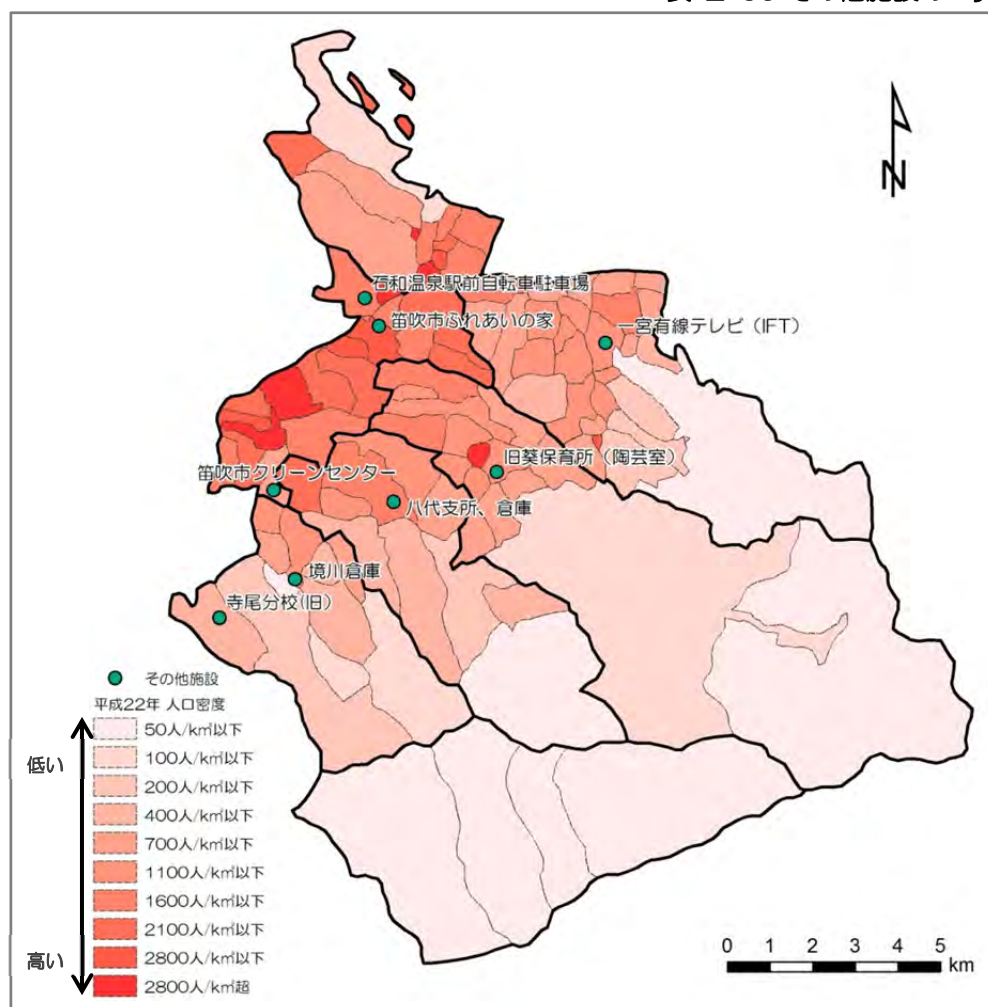 N
石和温泉駅前自転車駐車場
笛吹市ふれあいの家
一宮有線テレビ（IFT）
旧葵保育所（陶芸室）
笛吹市クリーンセンター
八代支所、倉庫
境川倉庫
寺尾分校(旧)
その他施設
平成22年 人口密度
50人/k㎡以下
100人/k㎡以下
200人/k㎡以下
400人/k㎡以下
700人/k㎡以下
1100人/k㎡以下
1600人/k㎡以下
2100人/k㎡以下
2800人/k㎡以下
2800人/k㎡超
低い
高い
0 1 2 3 4 5
km